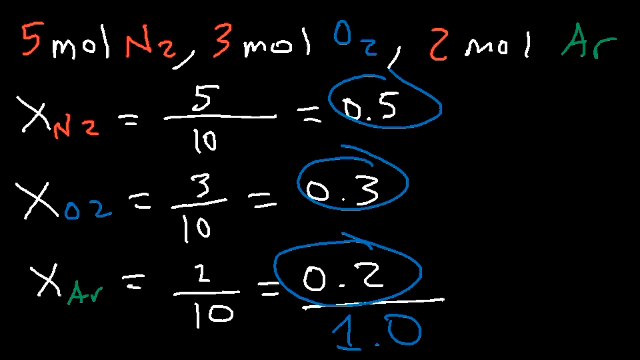 5 mol N2, 3 mol O2, 2 mol Ar
XN2 = 5/10 = 0.5
XO2 = 3/10 = 0.3
XAr = 2/10 = 0.2
1.0